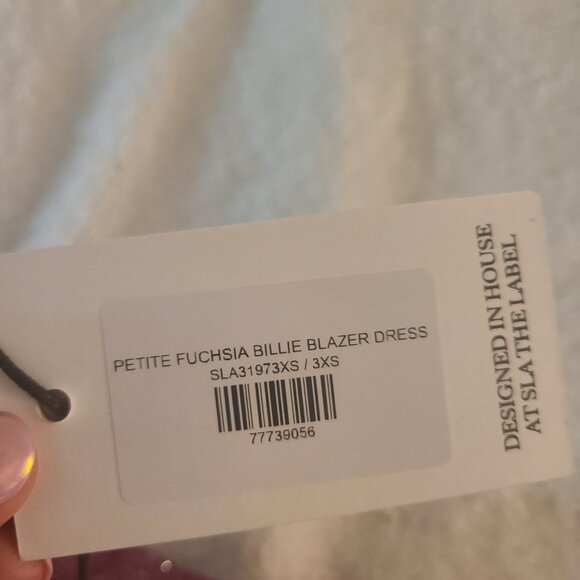 PETITE FUCHSIA BILLIE BLAZER DRESS
SLA31973XS / 3XS
77739056
DESIGNED IN HOUSE
AT SLA THE LABEL